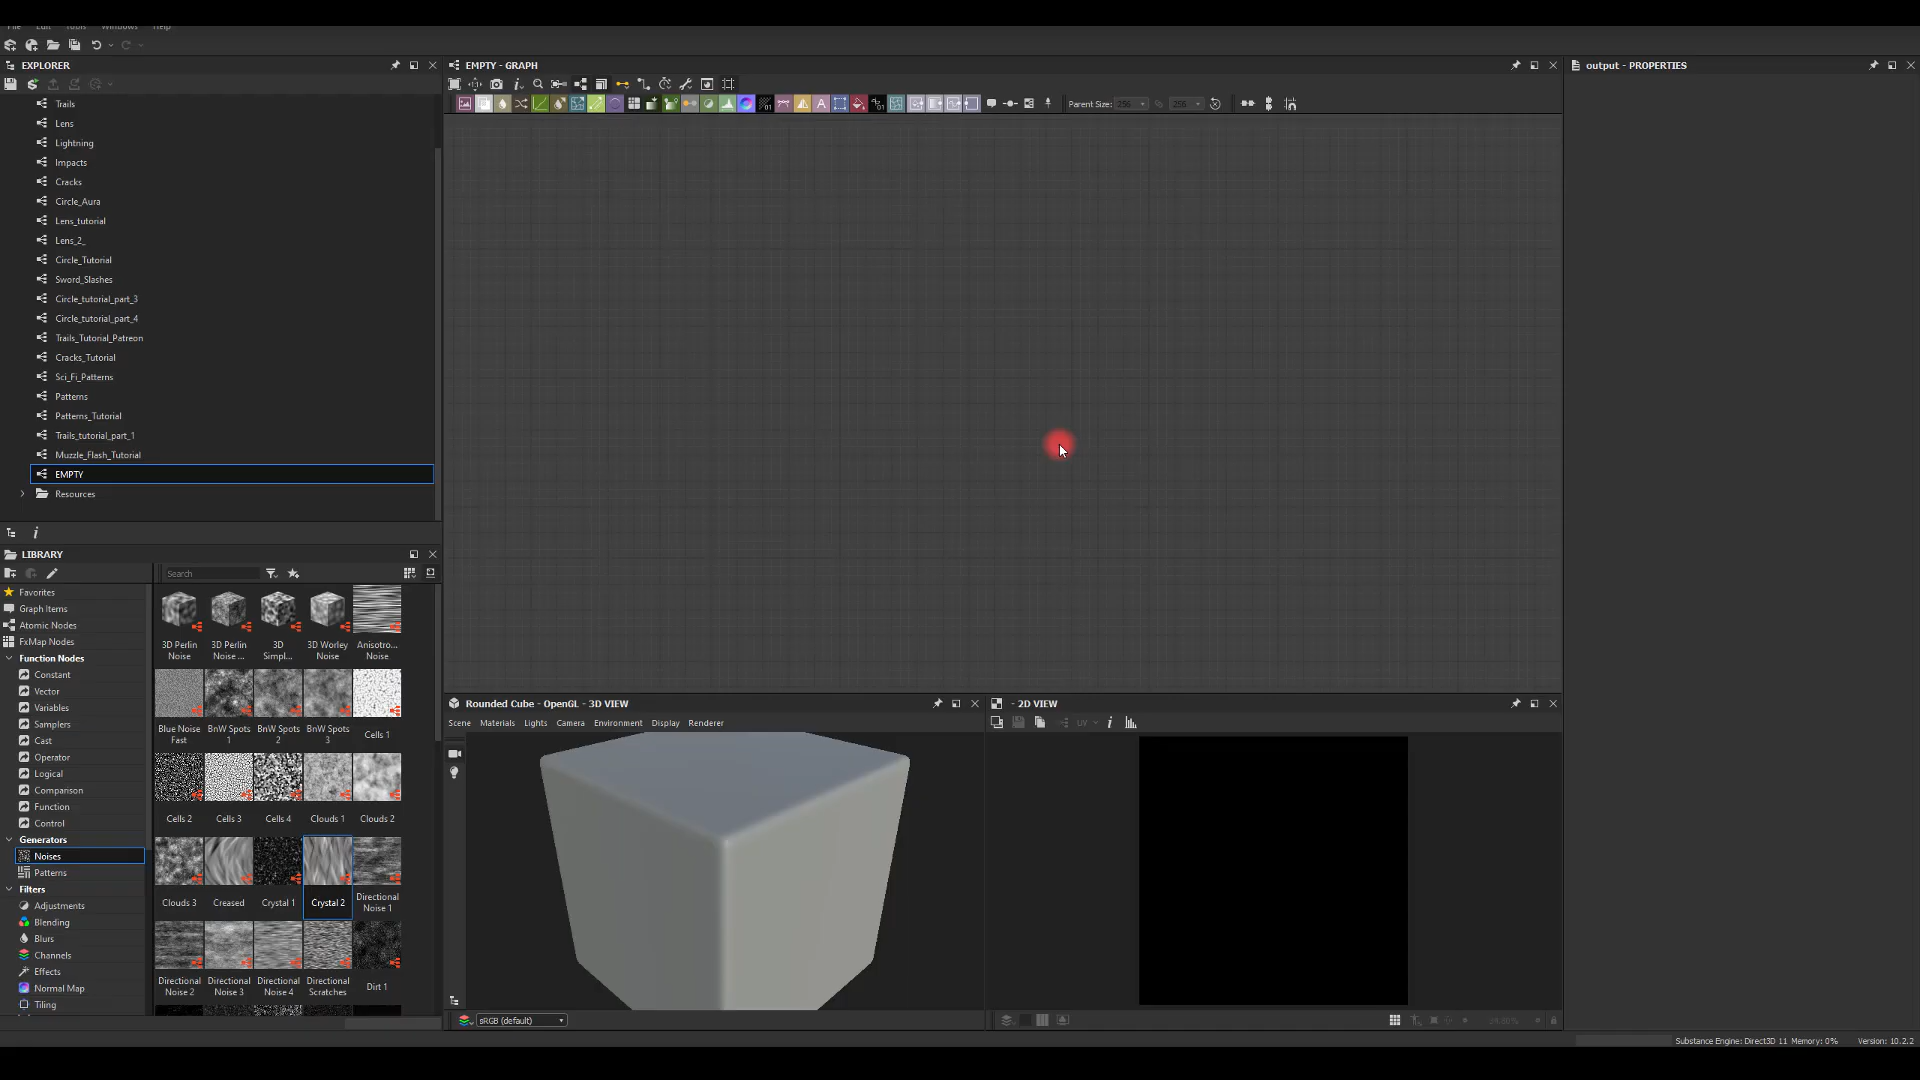 File Edit Tools Windows Help
EXPLORER
Trails
Lens
Lightning
Impacts
Cracks
Circle_Aura
Lens_tutorial
Lens_2_
Circle_Tutorial
Sword_Slashes
Circle_tutorial_part_3
Circle_tutorial_part_4
Trails_Tutorial_Patreon
Cracks_Tutorial
Sci_Fi_Patterns
Patterns
Patterns_Tutorial
Trails_tutorial_part_1
Muzzle_Flash_Tutorial
EMPTY
Resources
LIBRARY
Favorites
Graph Items
Atomic Nodes
FxMap Nodes
Function Nodes
Constant
Vector
Variables
Samplers
Cast
Operator
Logical
Comparison
Function
Control
Generators
Noises
Patterns
Filters
Adjustments
Blending
Blurs
Channels
Effects
Normal Map
Tiling
Search
3D Perlin Noise
3D Perlin Noise ...
3D Simpl...
3D Worley Noise
Anisotro... Noise
Blue Noise Fast
BnW Spots 1
BnW Spots 2
BnW Spots 3
Cells 1
Cells 2
Cells 3
Cells 4
Clouds 1
Clouds 2
Clouds 3
Creased
Crystal 1
Crystal 2
Directional Noise 1
Directional Noise 2
Directional Noise 3
Directional Noise 4
Directional Scratches
Dirt 1
EMPTY - GRAPH
Parent Size: 256 256
Rounded Cube - OpenGL - 3D VIEW
Scene Materials Lights Camera Environment Display Renderer
sRGB (default)
- 2D VIEW
UV
output - PROPERTIES
Substance Engine: Direct3D 11 Memory: 0%
Version: 10.2.2